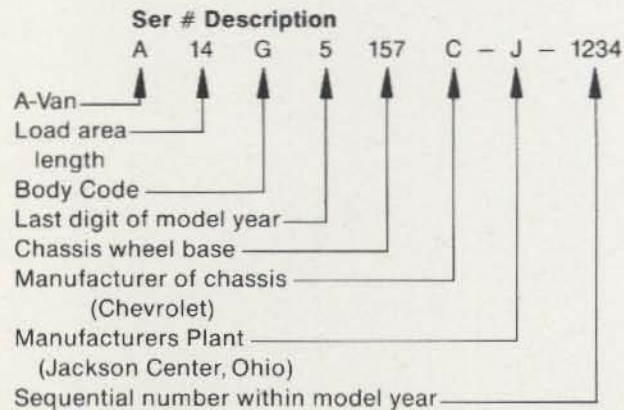 Ser # Description
A 14 G 5 157 C – J – 1234
A-Van
Load area
length
Body Code
Last digit of model year
Chassis wheel base
Manufacturer of chassis
(Chevrolet)
Manufacturers Plant
(Jackson Center, Ohio)
Sequential number within model year